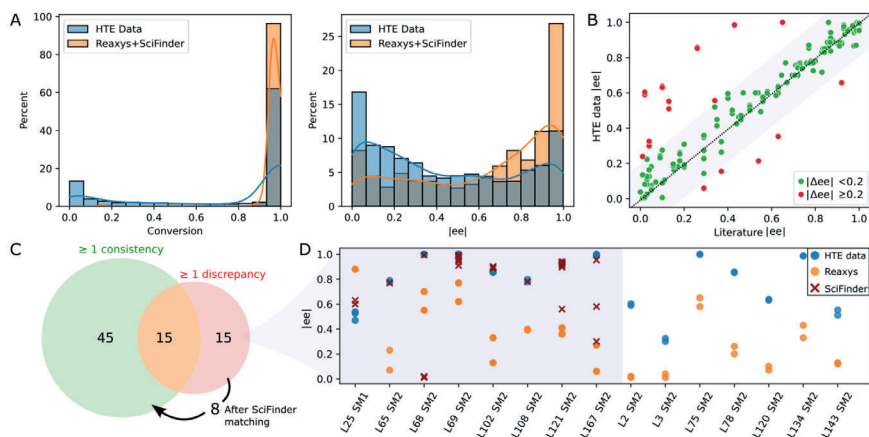 A
HTE Data
Reaxys+SciFinder
Percent
100
80
60
40
20
0
0.0 0.2 0.4 0.6 0.8 1.0
Conversion
HTE Data
Reaxys+SciFinder
Percent
25
20
15
10
5
0
0.0 0.2 0.4 0.6 0.8 1.0
|ee|
B
HTE data |ee|
1.0
0.8
0.6
0.4
0.2
0.0
|Δee| <0.2
|Δee| ≥0.2
0.0 0.2 0.4 0.6 0.8 1.0
Literature |ee|
C
≥ 1 consistency
≥ 1 discrepancy
45 15 15
8 After SciFinder
matching
D
|ee|
1.0
0.8
0.6
0.4
0.2
0.0
HTE data
Reaxys
SciFinder
L25 SM1
L65 SM2
L68 SM2
L69 SM2
L102 SM2
L108 SM2
L121 SM2
L167 SM2
L2 SM2
L3 SM2
L75 SM2
L78 SM2
L120 SM2
L134 SM2
L143 SM2